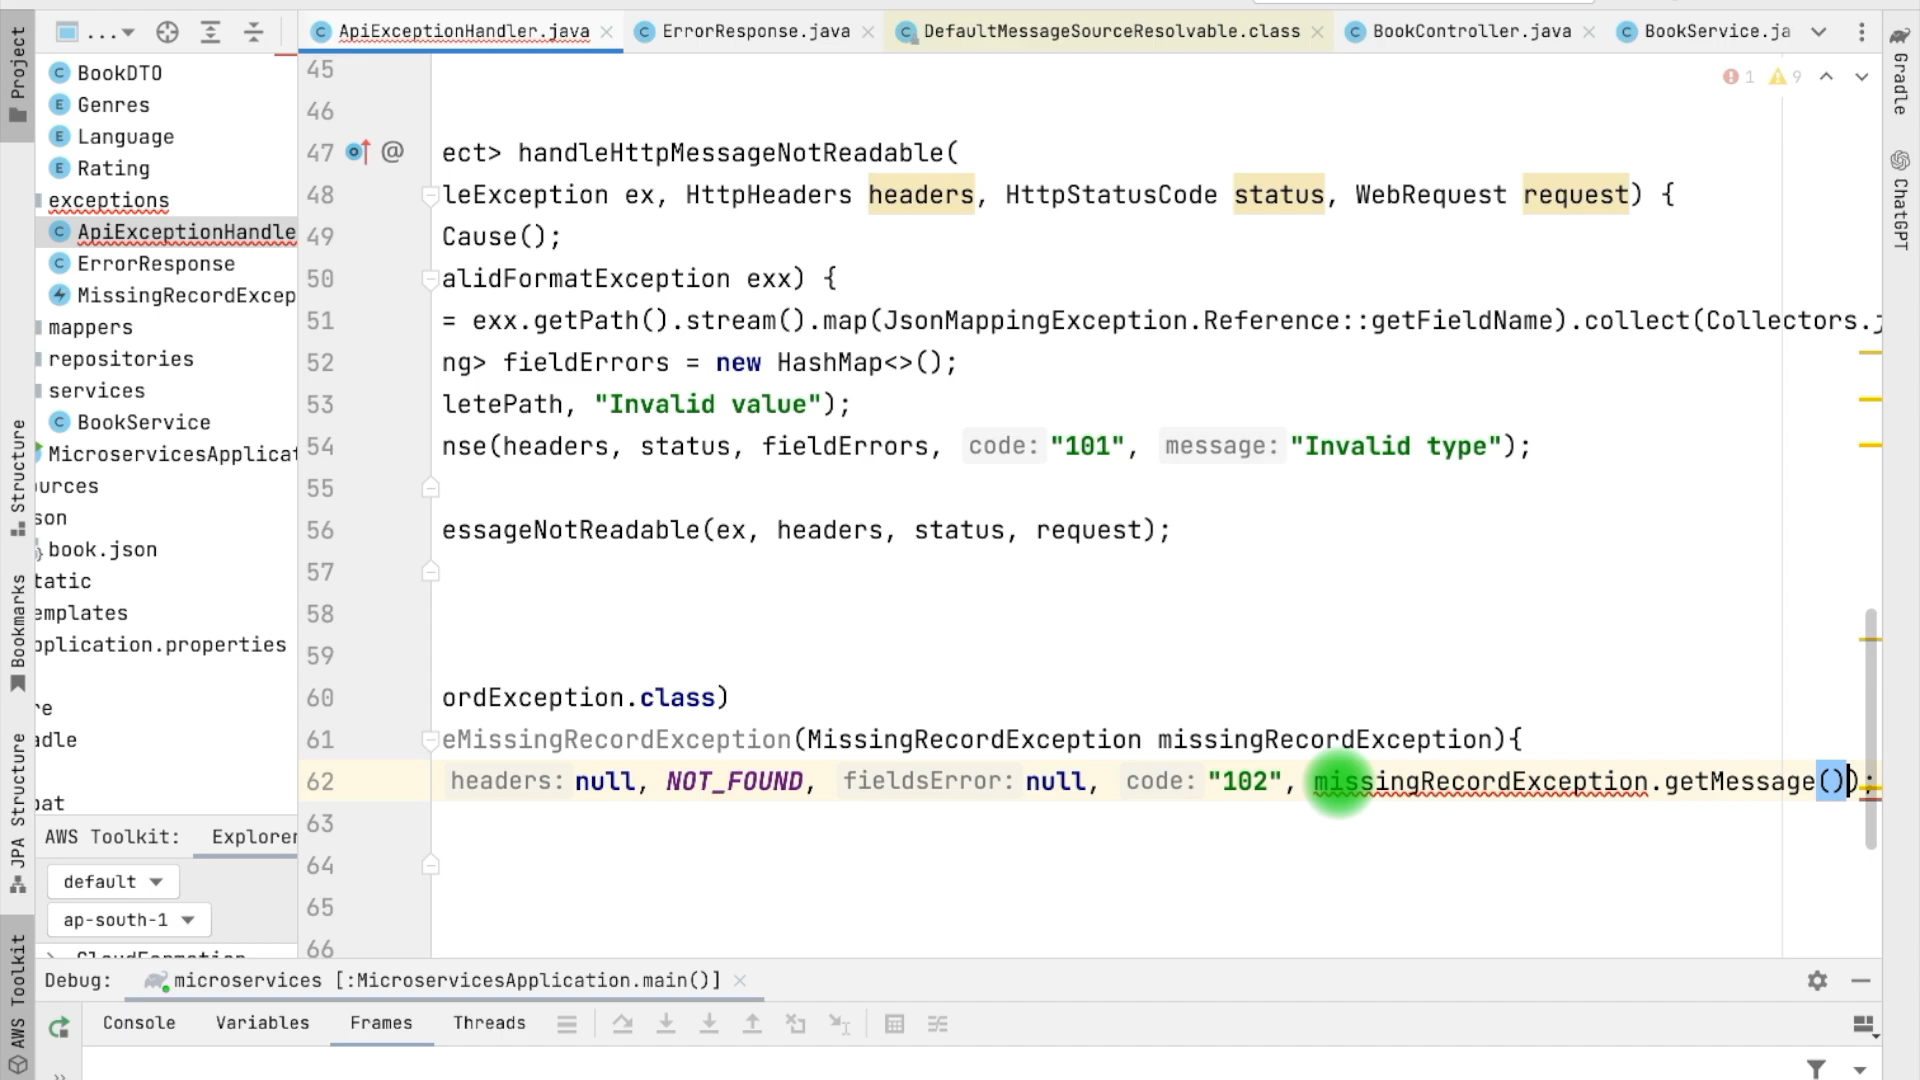 Project
...
ApiExceptionHandler.java
ErrorResponse.java
DefaultMessageSourceResolvable.class
BookController.java
BookService.ja
Gradle
ChatGPT
Structure
Bookmarks
JPA Structure
AWS Toolkit
BookDTO
Genres
Language
Rating
exceptions
ApiExceptionHandle
ErrorResponse
MissingRecordExcep
mappers
repositories
services
BookService
MicroservicesApplicat
ources
son
book.json
tatic
emplates
pplication.properties
re
adle
bat
AWS Toolkit: Explorer
default
ap-south-1
CloudFormation
1 9
45
46
47 @ ect> handleHttpMessageNotReadable(
48 leException ex, HttpHeaders headers, HttpStatusCode status, WebRequest request) {
49 Cause();
50 alidFormatException exx) {
51 = exx.getPath().stream().map(JsonMappingException.Reference::getFieldName).collect(Collectors.j
52 ng> fieldErrors = new HashMap<>();
53 letePath, "Invalid value");
54 nse(headers, status, fieldErrors, code: "101", message: "Invalid type");
55
56 essageNotReadable(ex, headers, status, request);
57
58
59
60 ordException.class)
61 eMissingRecordException(MissingRecordException missingRecordException){
62 headers: null, NOT_FOUND, fieldsError: null, code: "102", missingRecordException.getMessage());
63
64
65
66
Debug: microservices [:MicroservicesApplication.main()]
Console Variables Frames Threads
>>